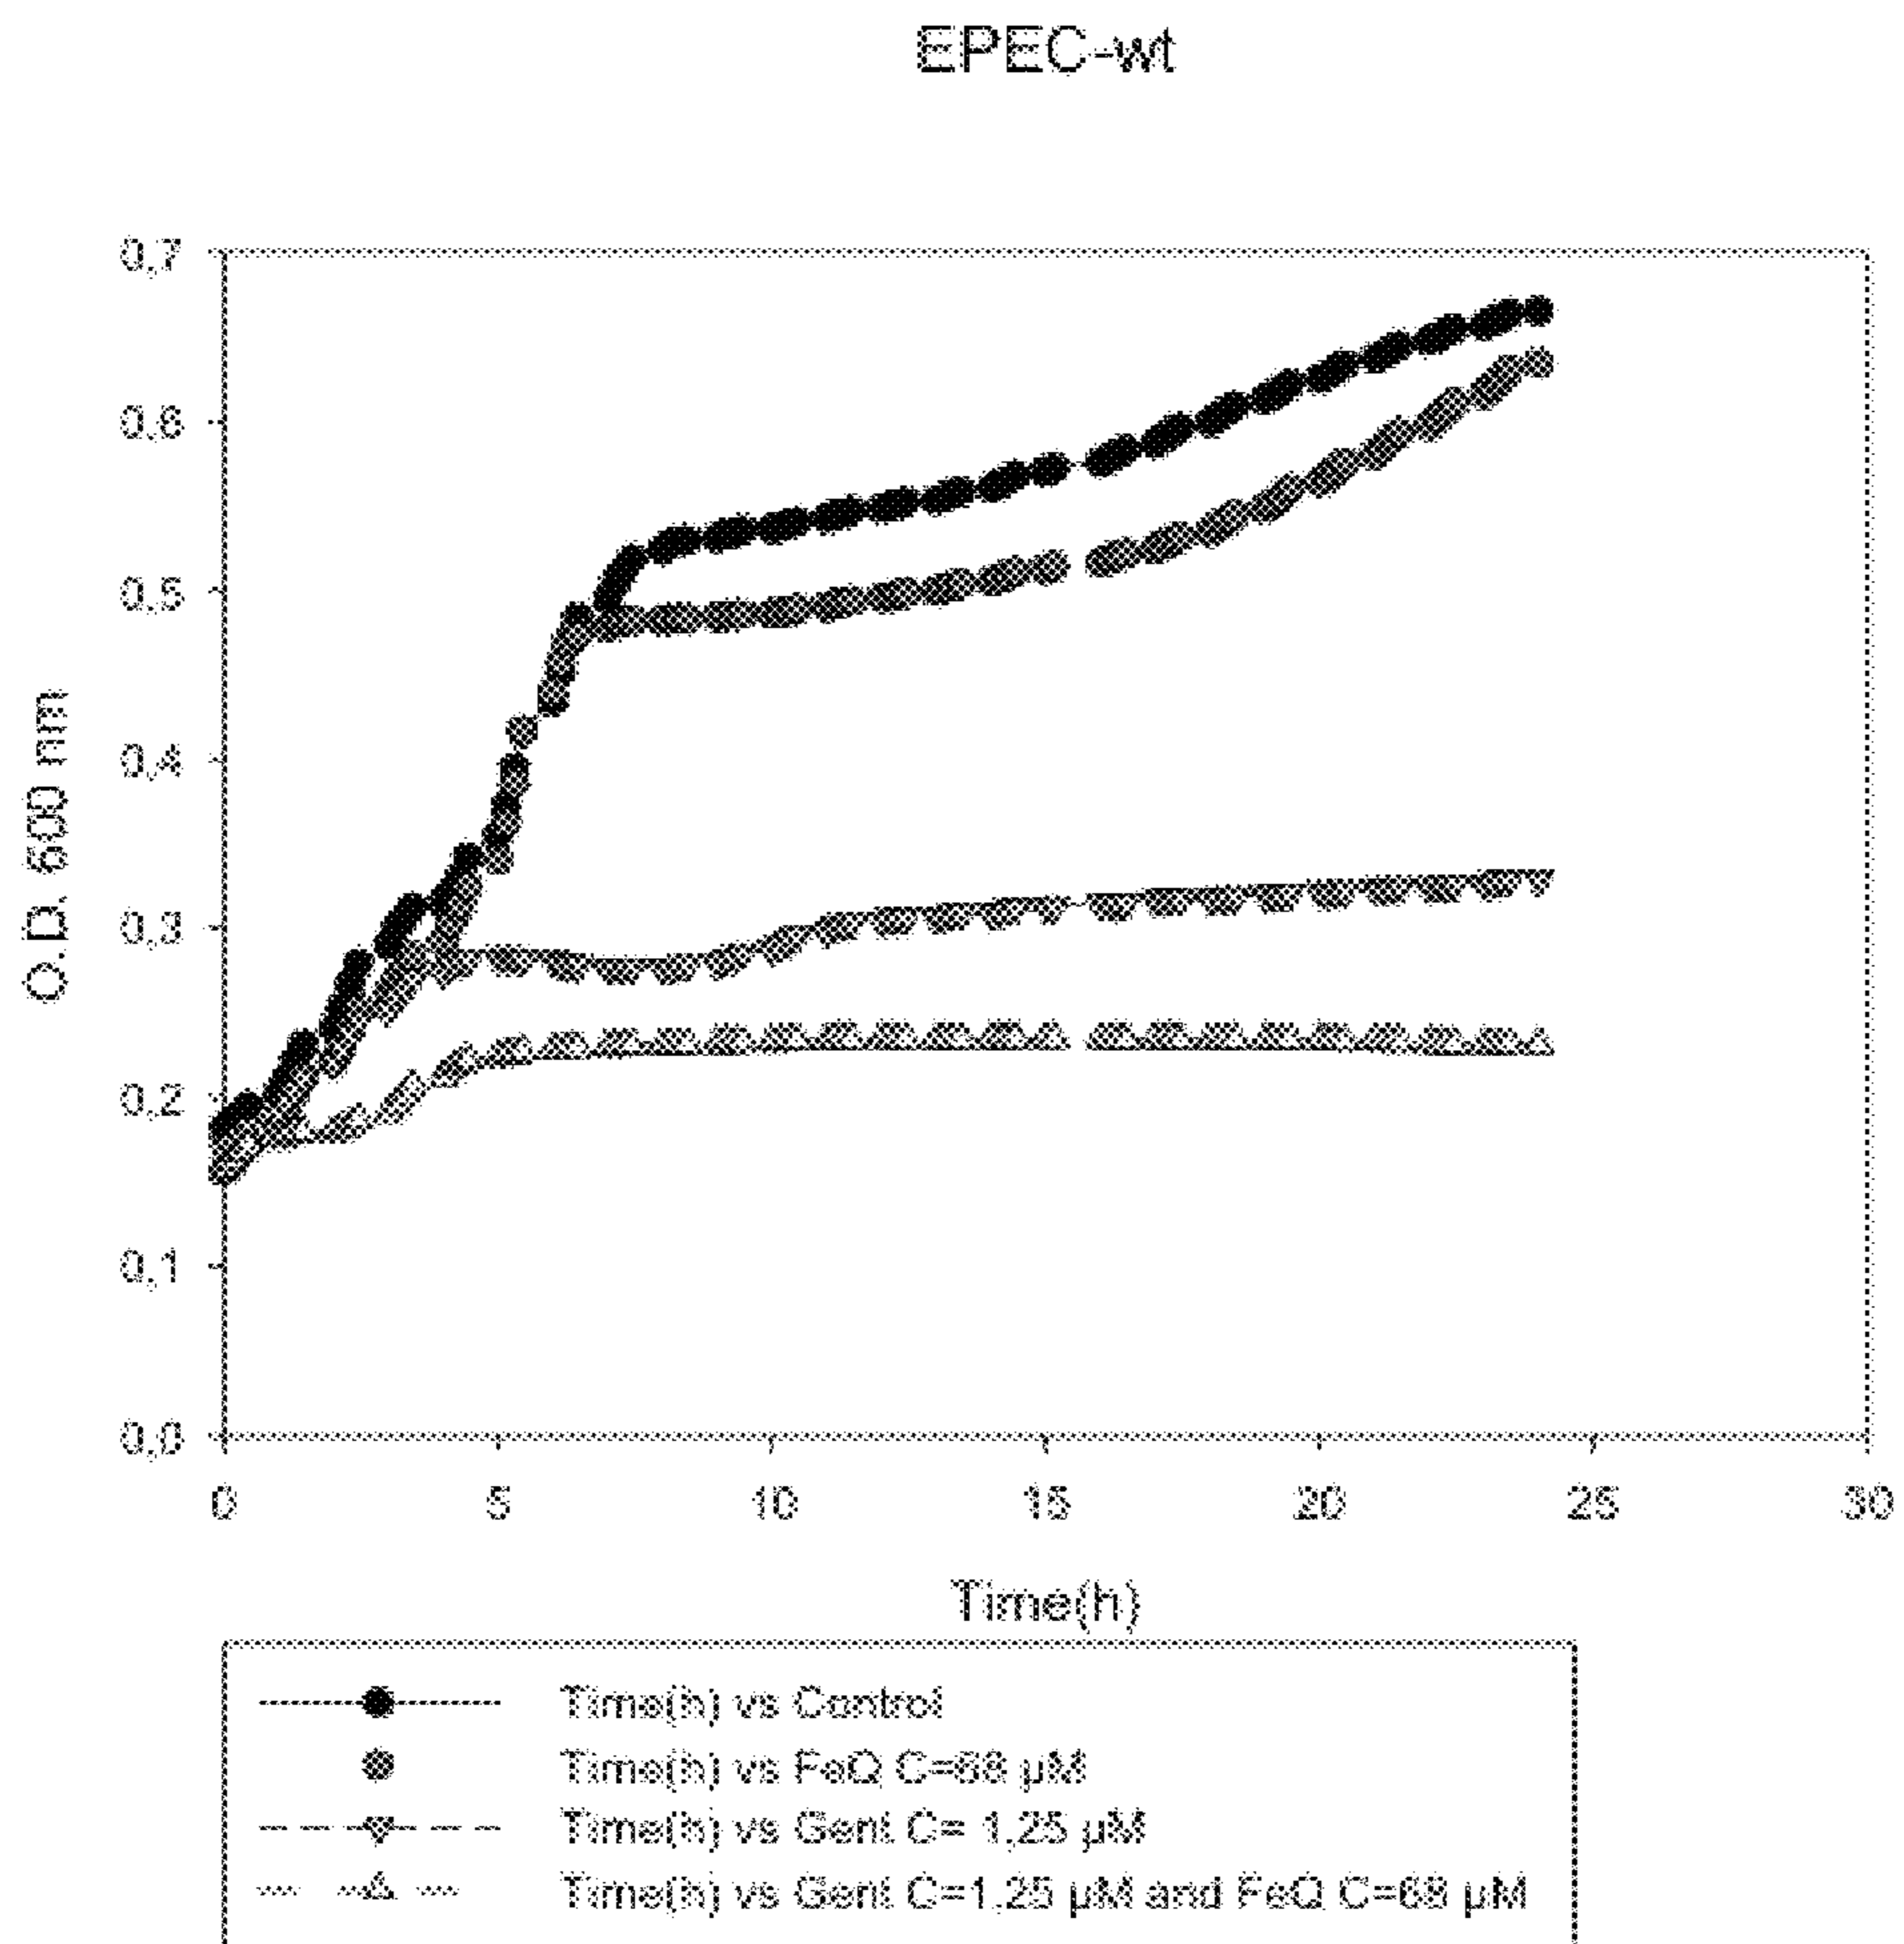 EPEC-wt
0,7
0,6
0,5
0,4
0,3
0,2
0,1
0,0
O.D. 600 nm
0 5 10 15 20 25 30
Time(h)
Time(h) vs Control
Time(h) vs FeQ C=68 µM
Time(h) vs Gent C= 1,25 µM
Time(h) vs Gent C=1,25 µM and FeQ C=68 µM